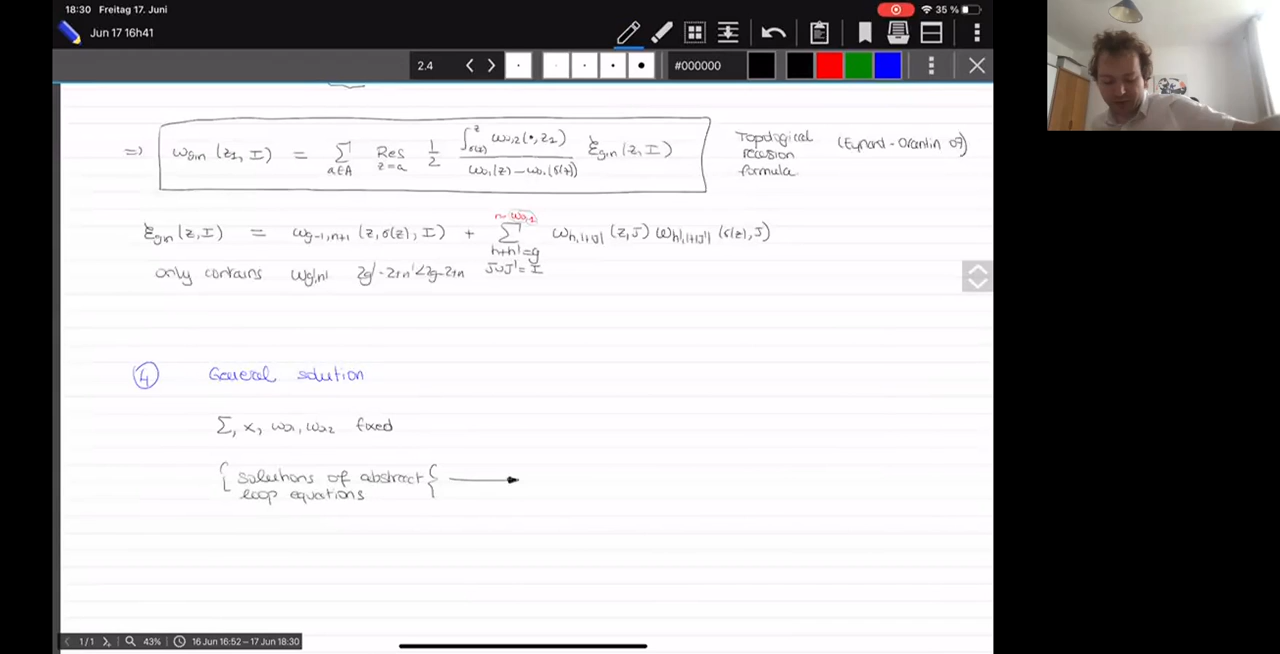 18:30 Freitag 17. Juni
35 %
Jun 17 16h41
2.4
#000000
=> ω_{g,n}(z_1, I) = Σ_{a∈A} Res_{z=a} 1/2 ∫_{σ(z)}^{z} ω_{0,2}(•, z_1) / ω_{0,1}(z) - ω_{0,1}(σ(z)) ℰ_{g,n}(z, I)
Topological
recursion
formula
(Eynard-Orantin 07)
ℰ_{g,n}(z, I) = ω_{g-1,n+1}(z, σ(z), I) + Σ^{n∘ ω_{0,1}}_{h+h'=g, J⊔J'=I} ω_{h,1+|J|}(z, J) ω_{h',1+|J'|}(σ(z), J)
only contains ω_{g',n'} 2g'-2+n' < 2g-2+n
4 General solution
Σ, x, ω_{0,1}, ω_{0,2} fixed
{ solutions of abstract
loop equations } →
1/1 43% 16 Jun 16:52 – 17 Jun 18:30